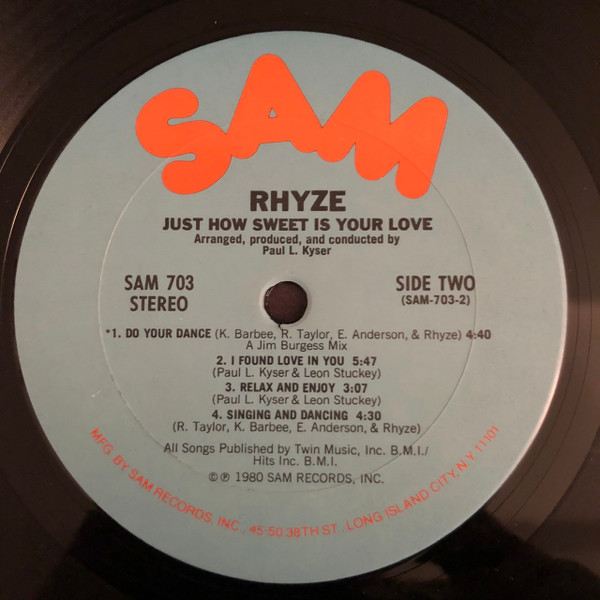 SAM
RHYZE
JUST HOW SWEET IS YOUR LOVE
Arranged, produced, and conducted by
Paul L. Kyser
SAM 703
STEREO
SIDE TWO
(SAM-703-2)
*1. DO YOUR DANCE (K. Barbee, R. Taylor, E. Anderson, & Rhyze) 4:40
A Jim Burgess Mix
2. I FOUND LOVE IN YOU 5:47
(Paul L. Kyser & Leon Stuckey)
3. RELAX AND ENJOY 3:07
(Paul L. Kyser & Leon Stuckey)
4. SINGING AND DANCING 4:30
(R. Taylor, K. Barbee, E. Anderson, & Rhyze)
All Songs Published by Twin Music, Inc. B.M.I./
Hits Inc. B.M.I.
©℗ 1980 SAM RECORDS, INC.
MFG. BY SAM RECORDS, INC., 45-50 38TH ST., LONG ISLAND CITY, N.Y. 11101